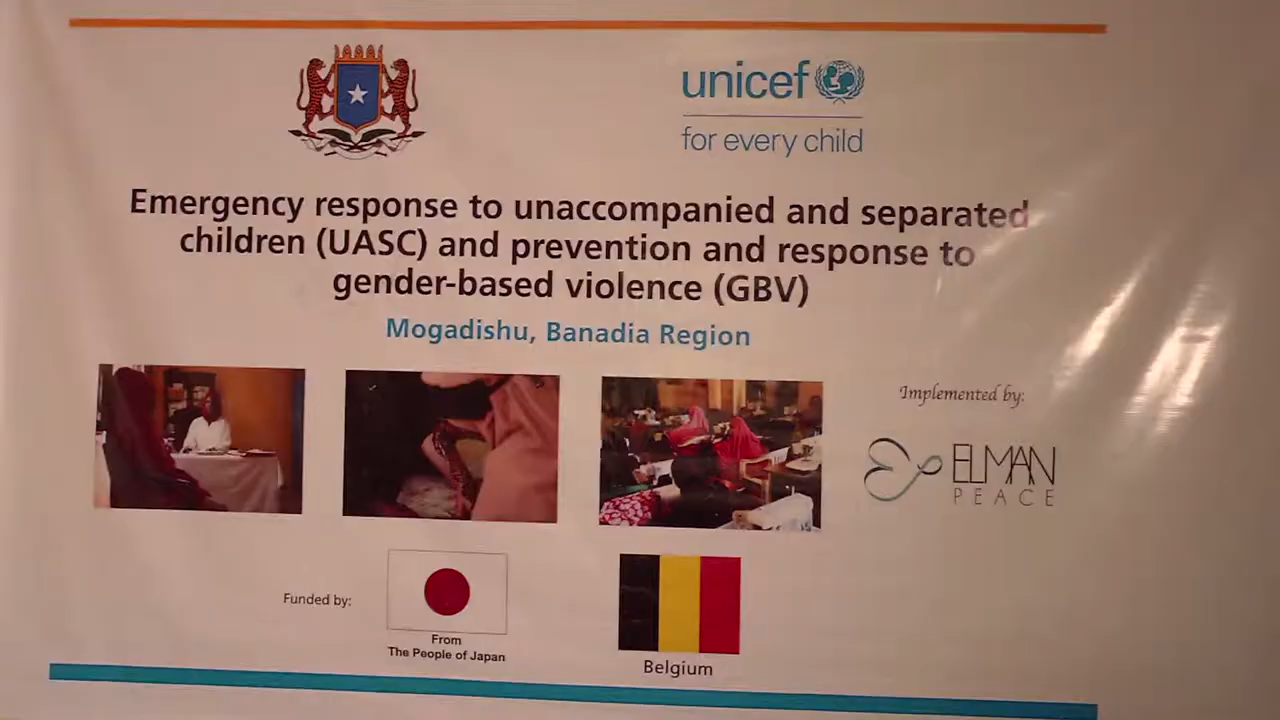 unicef
for every child
Emergency response to unaccompanied and separated
children (UASC) and prevention and response to
gender-based violence (GBV)
Mogadishu, Banadia Region
Implemented by:
ELMAN
PEACE
Funded by:
From
The People of Japan
Belgium